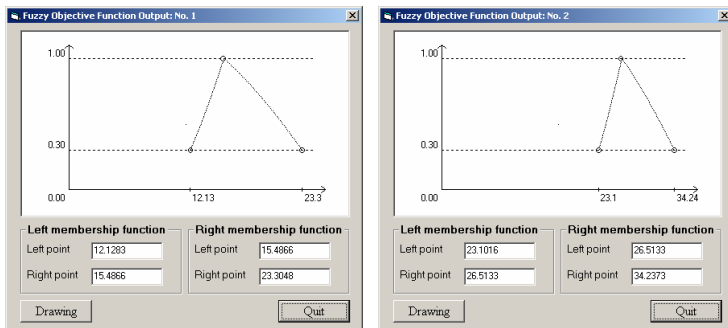 Fuzzy Objective Function Output: No. 1
1.00
0.30
0.00
12.13
23.3
Left membership function
Left point 12.1283
Right point 15.4866
Right membership function
Left point 15.4866
Right point 23.3048
Drawing
Quit
Fuzzy Objective Function Output: No. 2
1.00
0.30
0.00
23.1
34.24
Left membership function
Left point 23.1016
Right point 26.5133
Right membership function
Left point 26.5133
Right point 34.2373
Drawing
Quit